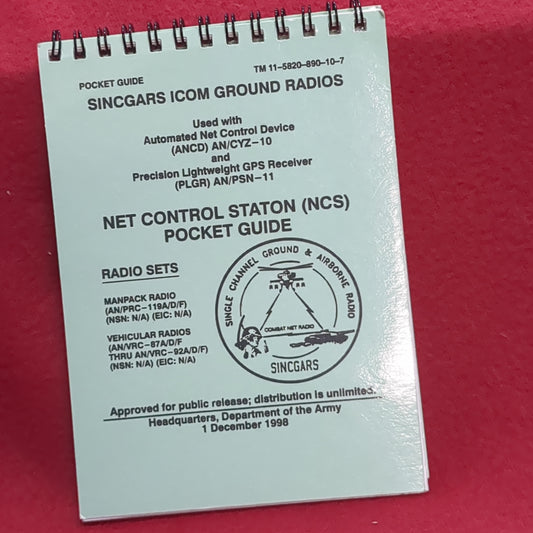 POCKET GUIDE
TM 11-5820-890-10-7
SINCGARS ICOM GROUND RADIOS
Used with
Automated Net Control Device
(ANCD) AN/CYZ-10
and
Precision Lightweight GPS Receiver
(PLGR) AN/PSN-11
NET CONTROL STATON (NCS)
POCKET GUIDE
RADIO SETS
MANPACK RADIO
(AN/PRC-119A/D/F)
(NSN: N/A) (EIC: N/A)
VEHICULAR RADIOS
(AN/VRC-87A/D/F
THRU AN/VRC-92A/D/F)
(NSN: N/A) (EIC: N/A)
SINGLE CHANNEL GROUND & AIRBORNE RADIO
COMBAT NET RADIO
SINCGARS
Approved for public release; distribution is unlimited.
Headquarters, Department of the Army
1 December 1998